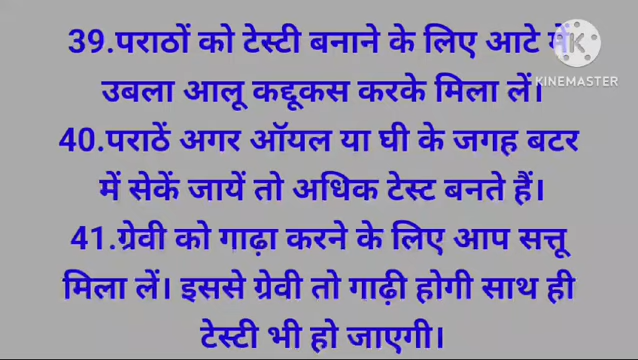 39.पराठों को टेस्टी बनाने के लिए आटे में
उबला आलू कद्दूकस करके मिला लें।
KINEMASTER
40.पराठें अगर ऑयल या घी के जगह बटर
में सेकें जायें तो अधिक टेस्ट बनते हैं।
41.ग्रेवी को गाढ़ा करने के लिए आप सत्तू
मिला लें। इससे ग्रेवी तो गाढ़ी होगी साथ ही
टेस्टी भी हो जाएगी।